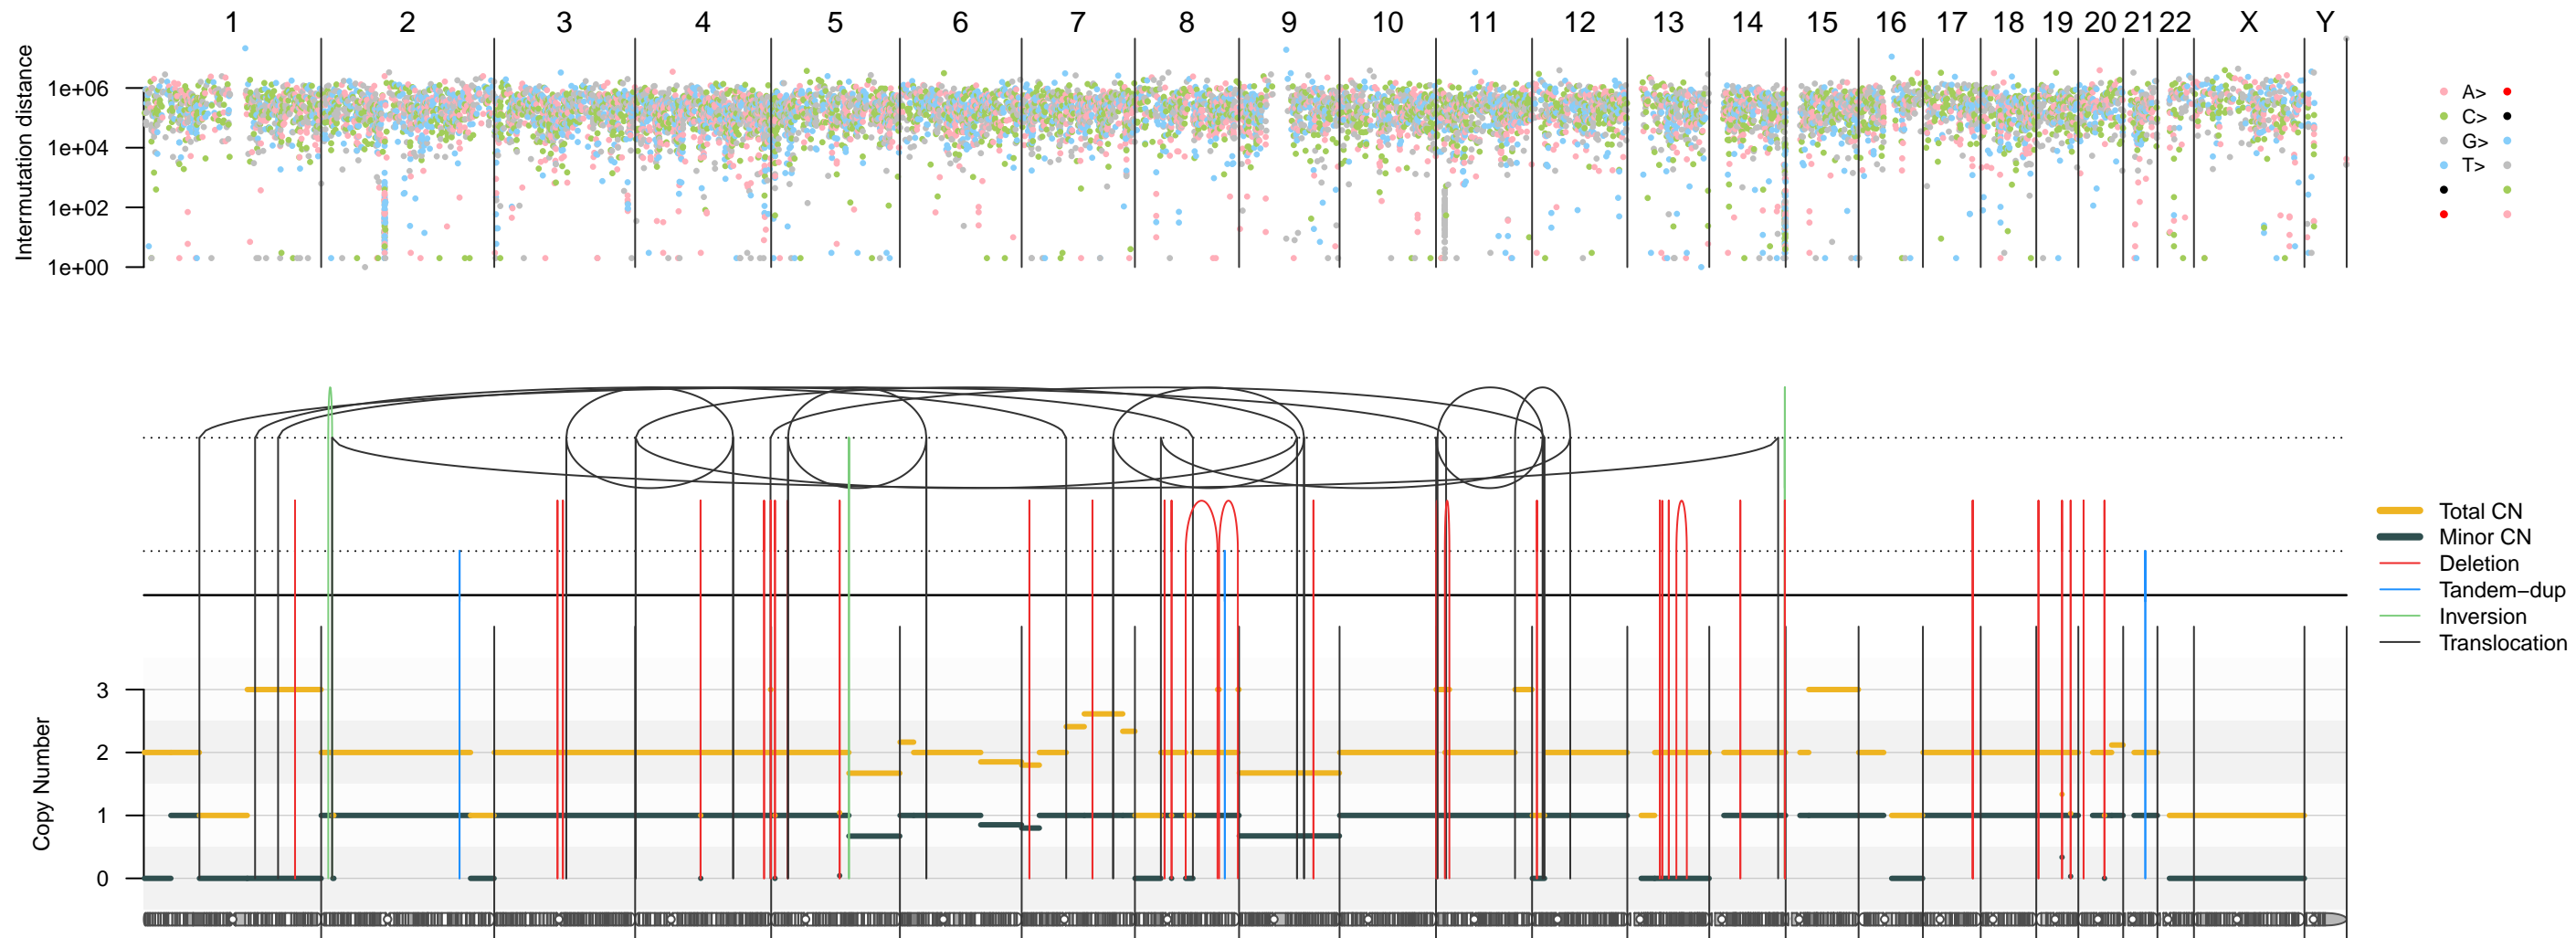 1 2 3 4 5 6 7 8 9 10 11 12 13 14 15 16 17 18 19 20 21 22 X Y
Intermutation distance
1e+06
1e+04
1e+02
1e+00
A>
C>
G>
T>
Total CN
Minor CN
Deletion
Tandem−dup
Inversion
Translocation
Copy Number
3
2
1
0